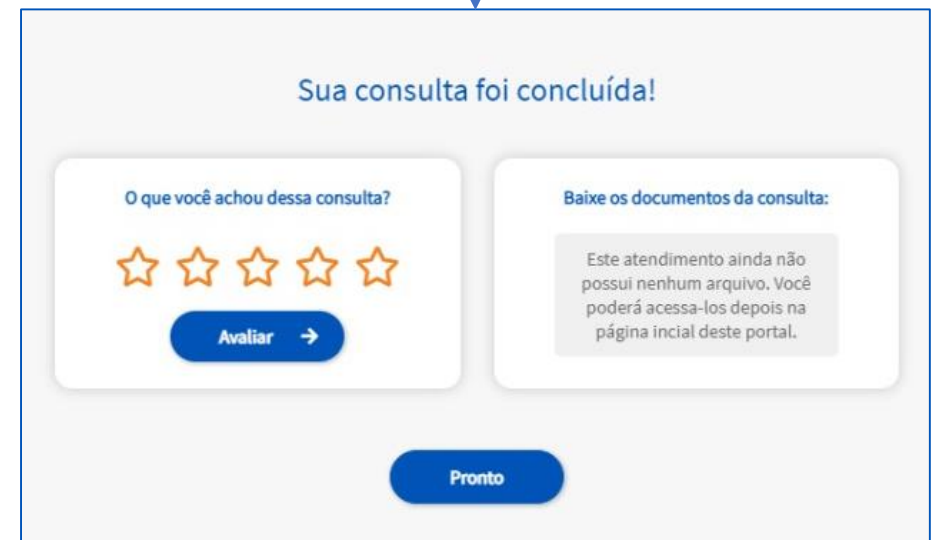 Sua consulta foi concluída!
O que você achou dessa consulta?
Avaliar
Baixe os documentos da consulta:
Este atendimento ainda não
possui nenhum arquivo. Você
poderá acessa-los depois na
página incial deste portal.
Pronto